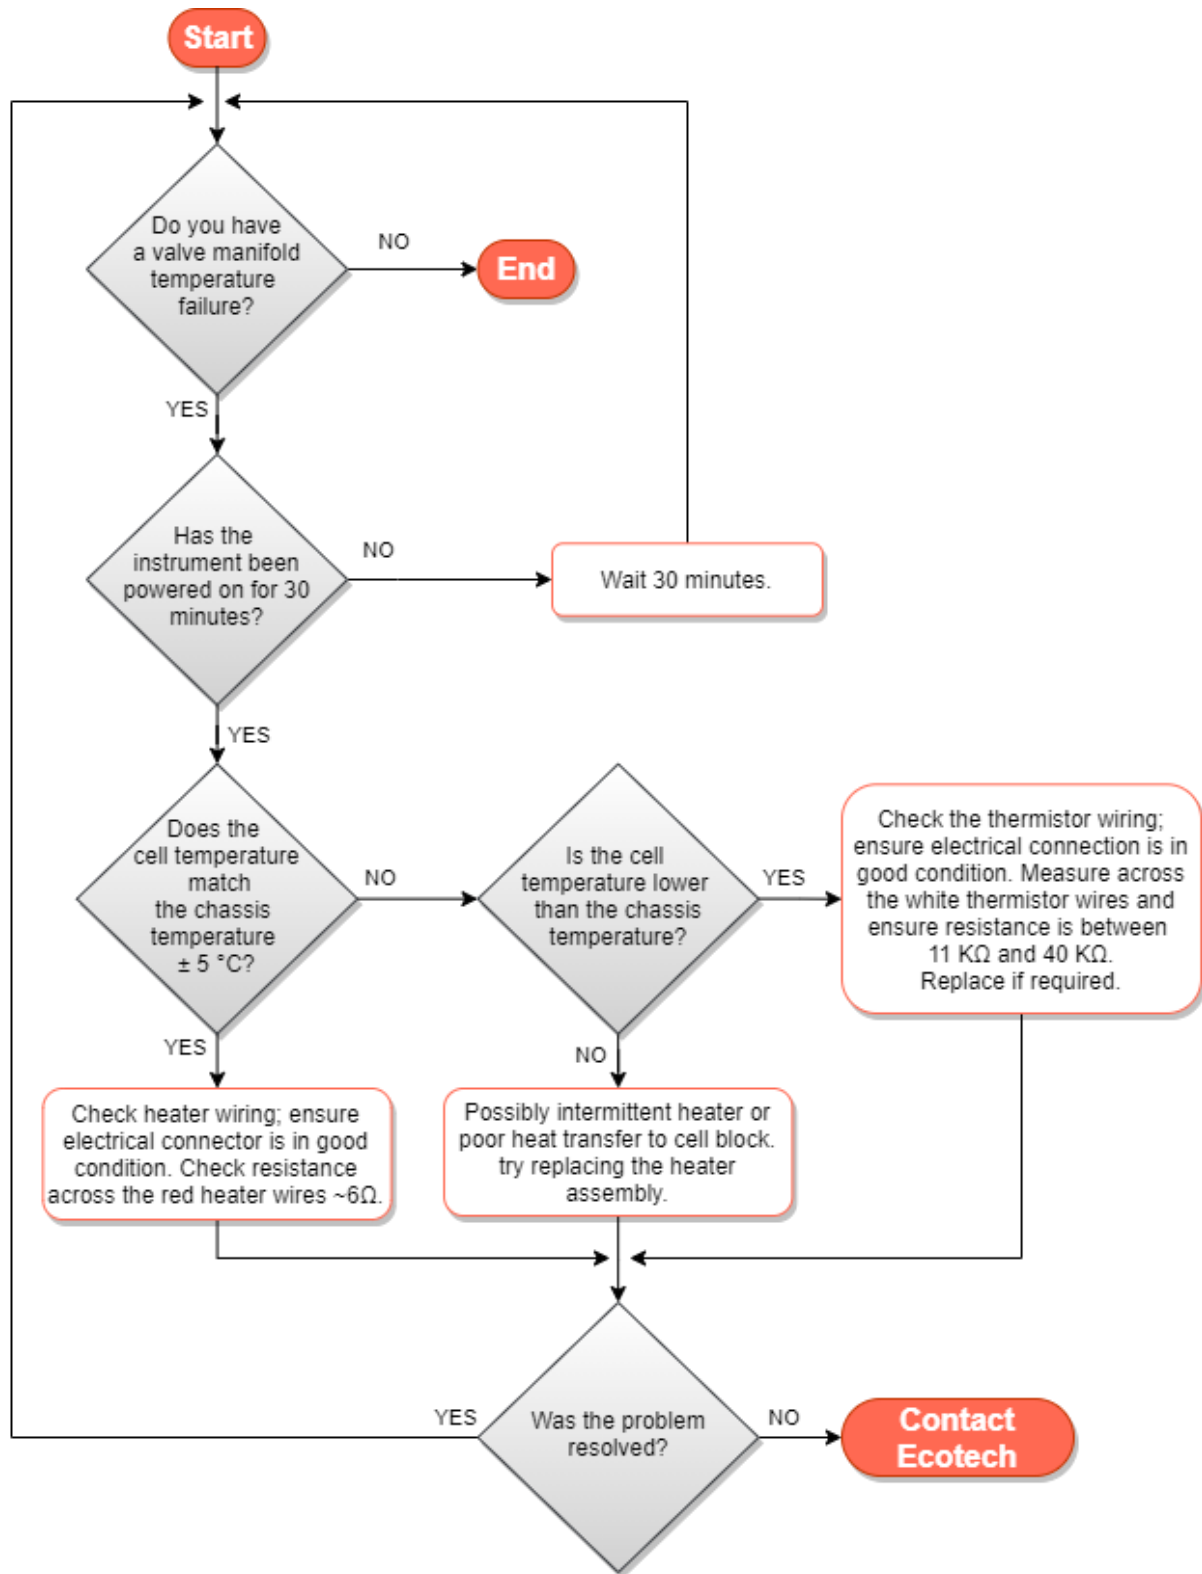 Start
Do you have
a valve manifold
temperature
failure?
NO
End
YES
Has the
instrument been
powered on for 30
minutes?
NO
Wait 30 minutes.
YES
Does the
cell temperature
match
the chassis
temperature
± 5 °C?
NO
Is the cell
temperature lower
than the chassis
temperature?
YES
Check the thermistor wiring;
ensure electrical connection is in
good condition. Measure across
the white thermistor wires and
ensure resistance is between
11 KΩ and 40 KΩ.
Replace if required.
YES
Check heater wiring; ensure
electrical connector is in good
condition. Check resistance
across the red heater wires ~6Ω.
NO
Possibly intermittent heater or
poor heat transfer to cell block.
try replacing the heater
assembly.
Was the problem
resolved?
YES
NO
Contact
Ecotech